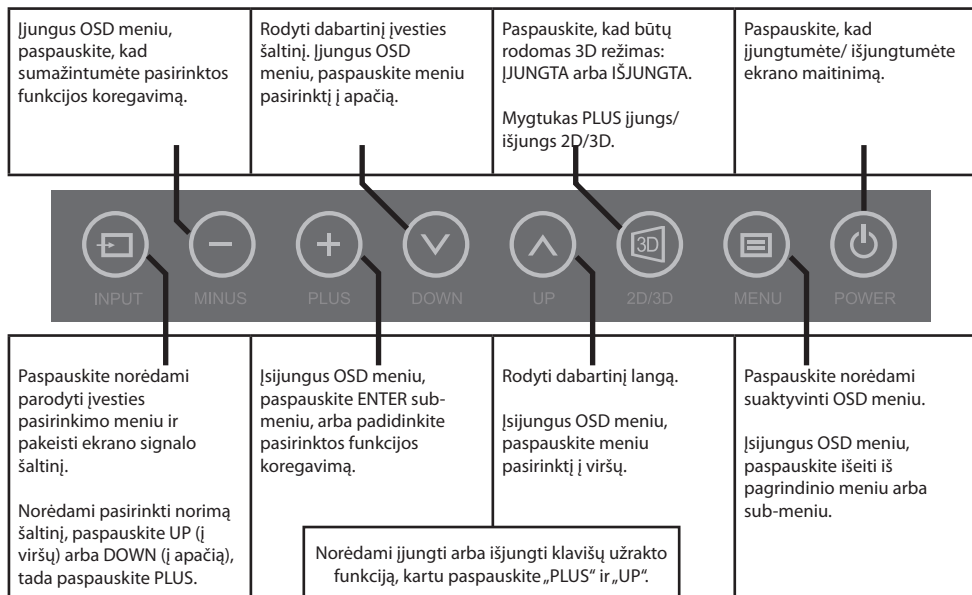 Įjungus OSD meniu,
paspauskite, kad
sumažintumėte pasirinktos
funkcijos koregavimą.
Rodyti dabartinį įvesties
šaltinį. Įjungus OSD
meniu, paspauskite meniu
pasirinktį į apačią.
Paspauskite, kad būtų
rodomas 3D režimas:
ĮJUNGTA arba IŠJUNGTA.
Mygtukas PLUS įjungs/
išjungs 2D/3D.
Paspauskite, kad
įjungtumėte/ išjungtumėte
ekrano maitinimą.
3D
INPUT MINUS PLUS DOWN UP 2D/3D MENU POWER
Paspauskite norėdami
parodyti įvesties
pasirinkimo meniu ir
pakeisti ekrano signalo
šaltinį.
Norėdami pasirinkti norimą
šaltinį, paspauskite UP (į
viršų) arba DOWN (į apačią),
tada paspauskite PLUS.
Įsijungus OSD meniu,
paspauskite ENTER sub-
meniu, arba padidinkite
pasirinktos funkcijos
koregavimą.
Rodyti dabartinį langą.
Įsijungus OSD meniu,
paspauskite meniu
pasirinktį į viršų.
Paspauskite norėdami
suaktyvinti OSD meniu.
Įsijungus OSD meniu,
paspauskite išeiti iš
pagrindinio meniu arba
sub-meniu.
Norėdami įjungti arba išjungti klavišų užrakto
funkciją, kartu paspauskite „PLUS“ ir „UP“.